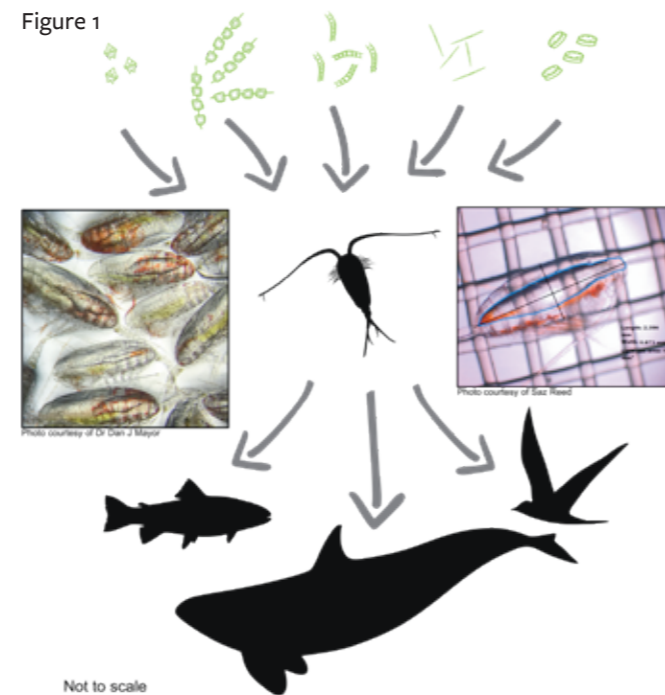 Figure 1
Photo courtesy of Dr Dan J Mayor
Photo courtesy of Saz Reed
Not to scale